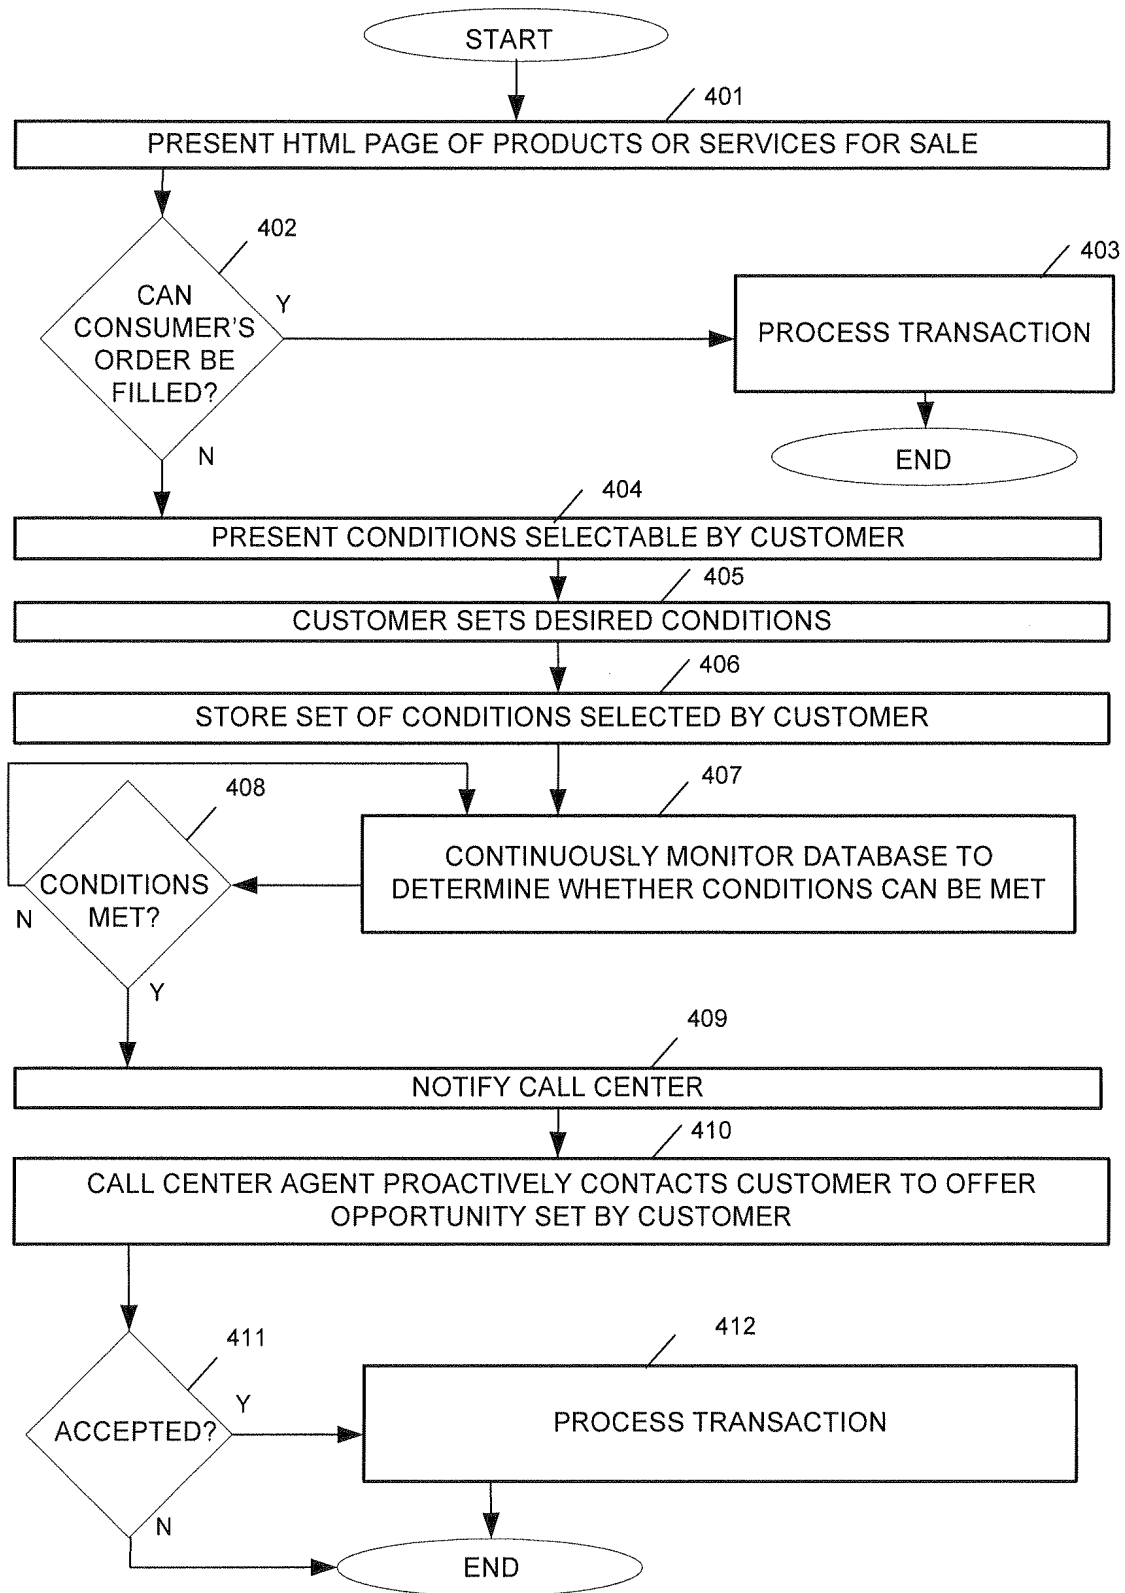 START
401
PRESENT HTML PAGE OF PRODUCTS OR SERVICES FOR SALE
402
403
CAN
CONSUMER'S
ORDER BE
FILLED?
Y
PROCESS TRANSACTION
N
END
404
PRESENT CONDITIONS SELECTABLE BY CUSTOMER
405
CUSTOMER SETS DESIRED CONDITIONS
406
STORE SET OF CONDITIONS SELECTED BY CUSTOMER
408
407
CONDITIONS
MET?
N
Y
CONTINUOUSLY MONITOR DATABASE TO
DETERMINE WHETHER CONDITIONS CAN BE MET
409
NOTIFY CALL CENTER
410
CALL CENTER AGENT PROACTIVELY CONTACTS CUSTOMER TO OFFER
OPPORTUNITY SET BY CUSTOMER
411
412
ACCEPTED?
Y
PROCESS TRANSACTION
N
END